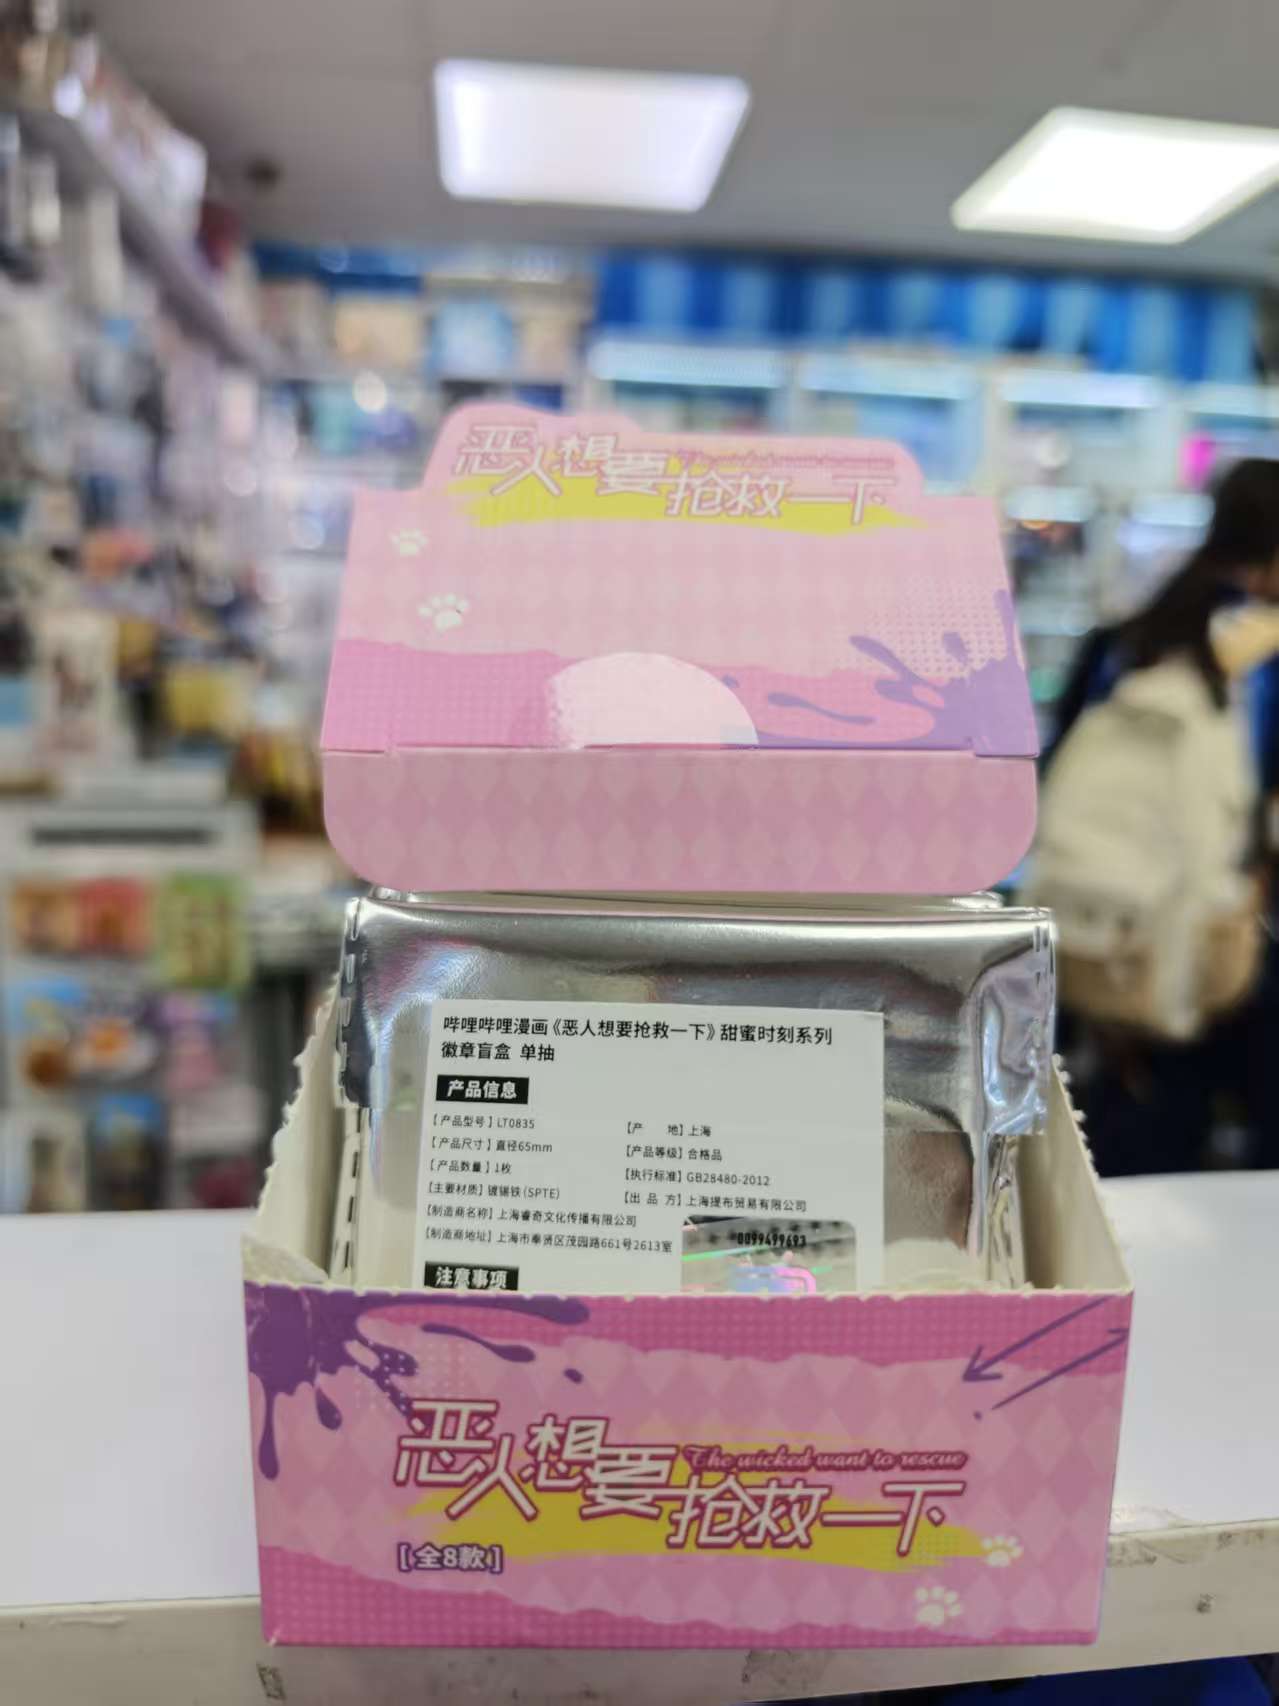 恶人想要抢救一下
哔哩哔哩漫画《恶人想要抢救一下》甜蜜时刻系列
徽章盲盒 单抽
产品信息
【产品型号】LT0835
【产 地】上海
【产品尺寸】直径65mm
【产品等级】合格品
【产品数量】1枚
【执行标准】GB28480-2012
【主要材质】镀锡铁（SPTE）
【出 品 方】上海提布贸易有限公司
【制造商名称】上海睿奇文化传播有限公司
【制造商地址】上海市奉贤区茂园路661号2613室
0099499693
注意事项
恶人想要抢救一下
The wicked want to rescue
[全8款]